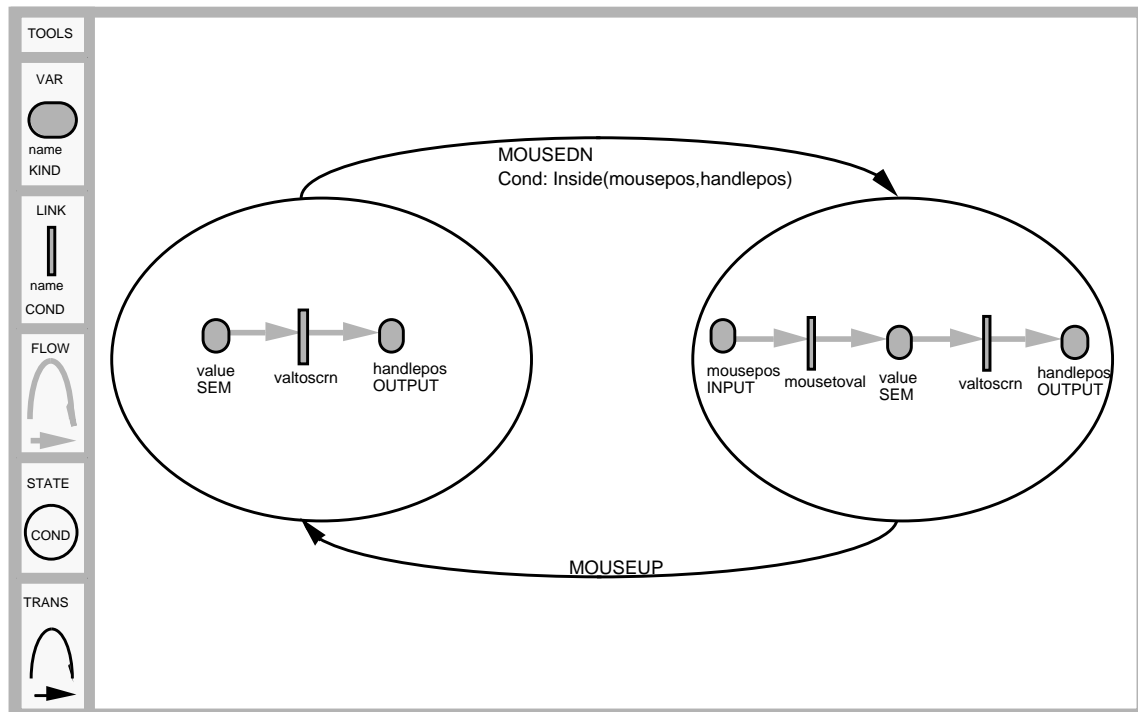 TOOLS
VAR
name
KIND
LINK
name
COND
FLOW
STATE
COND
TRANS
MOUSEDN
Cond: Inside(mousepos,handlepos)
value
SEM
valtoscrn
handlepos
OUTPUT
mousepos
INPUT
mousetoval
value
SEM
valtoscrn
handlepos
OUTPUT
MOUSEUP